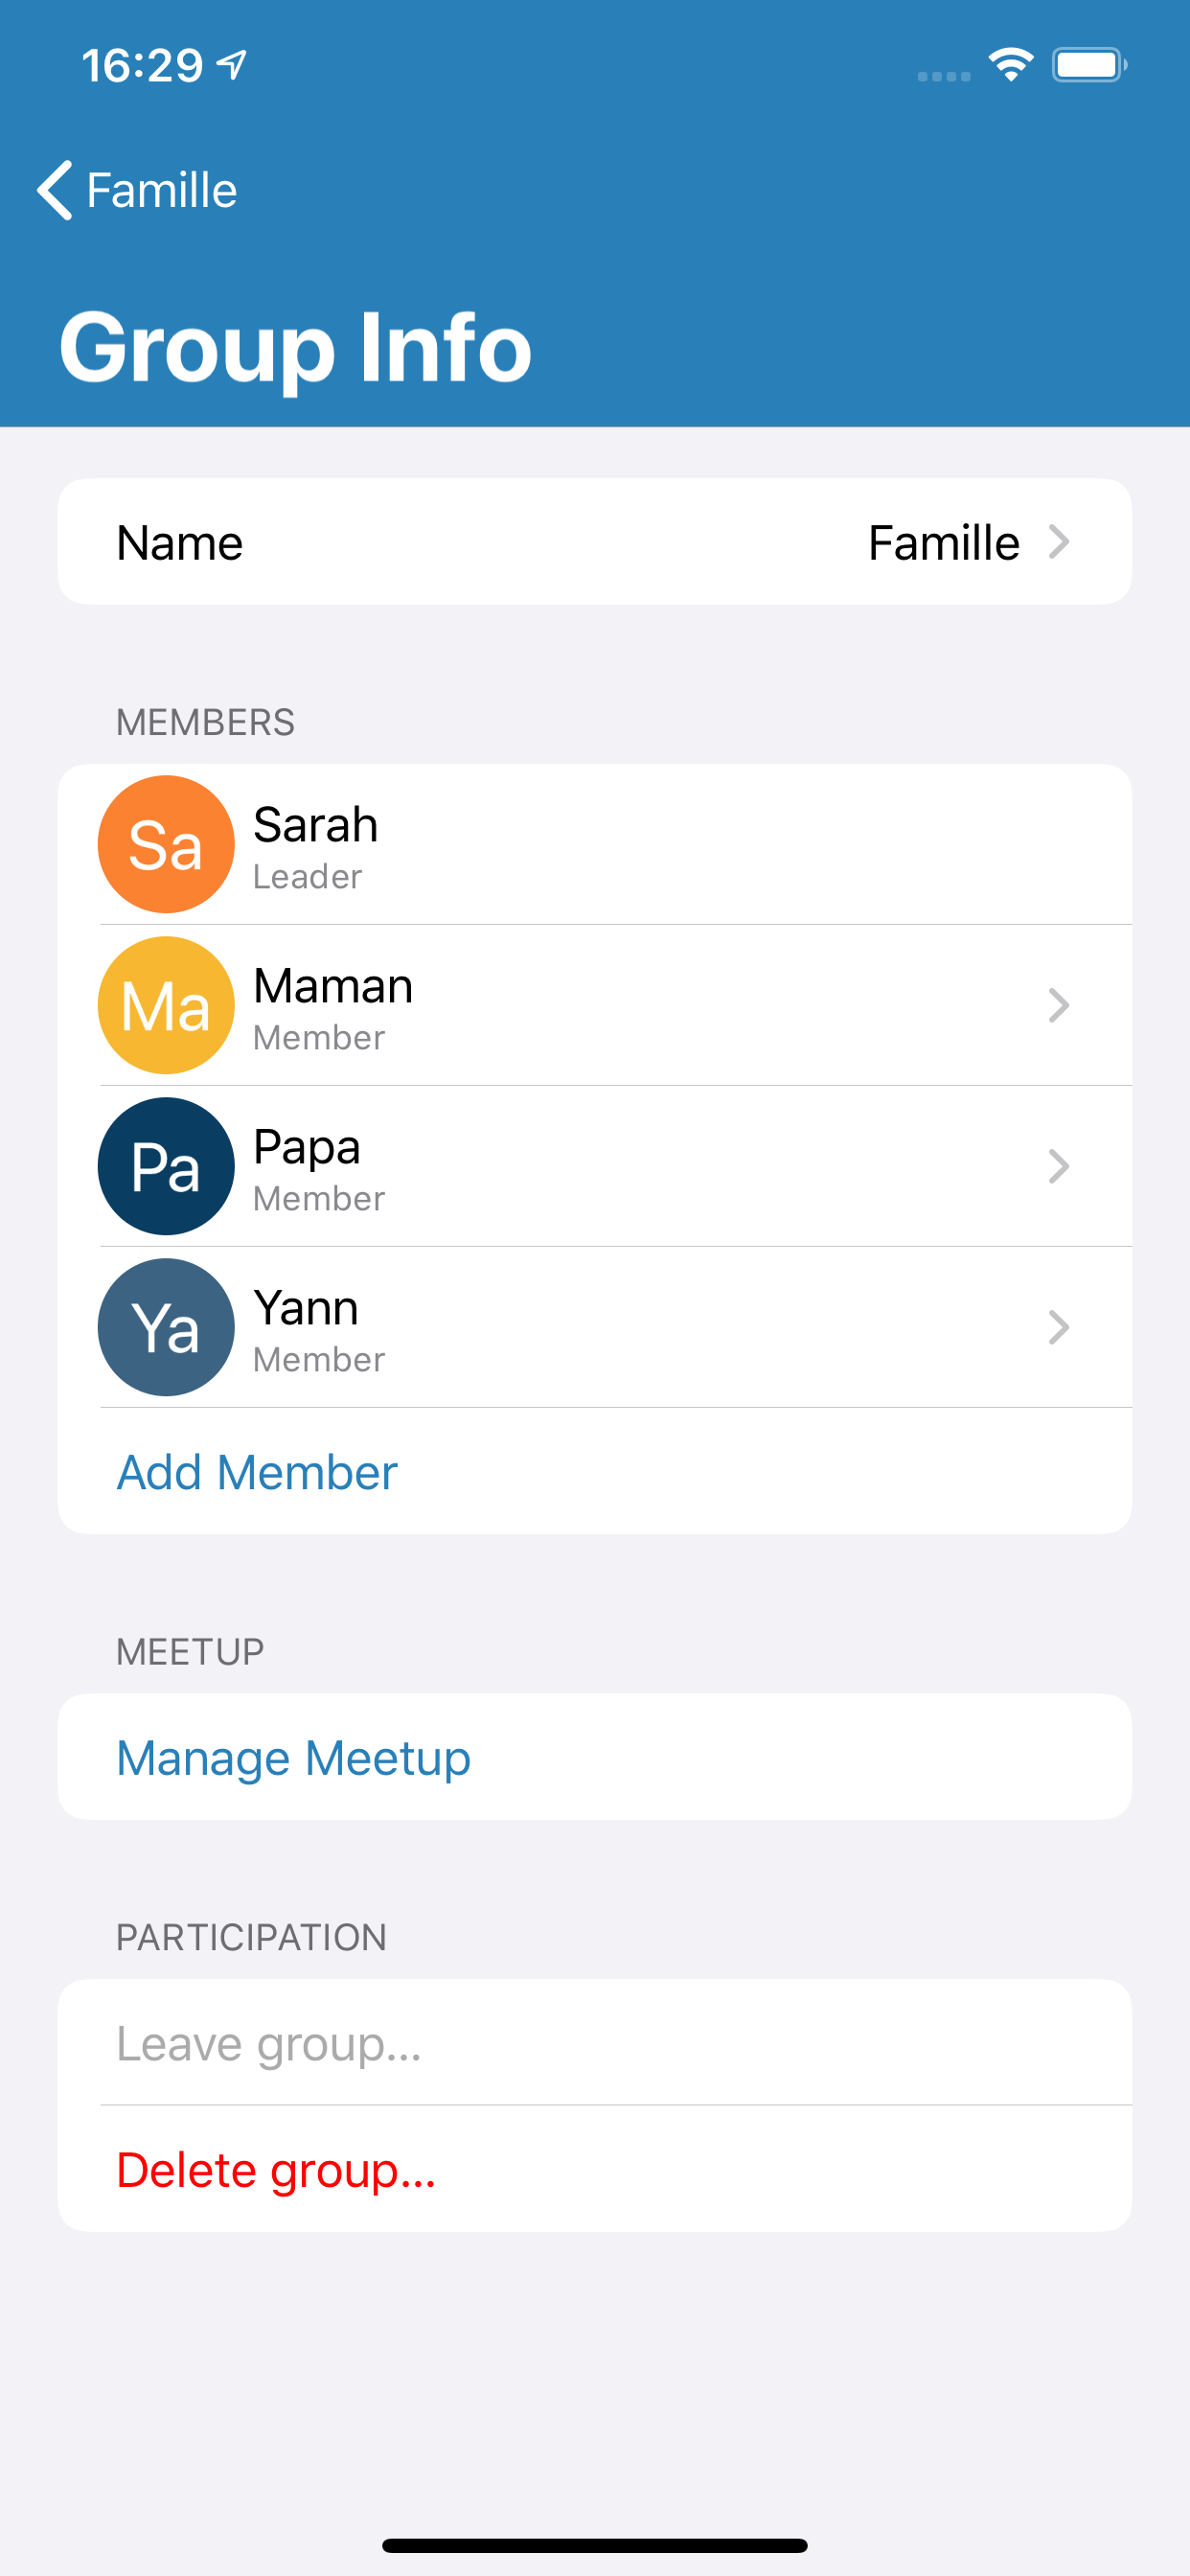 16:29
Famille
Group Info
Name Famille
MEMBERS
Sa
Sarah
Leader
Ma
Maman
Member
Pa
Papa
Member
Ya
Yann
Member
Add Member
MEETUP
Manage Meetup
PARTICIPATION
Leave group...
Delete group...